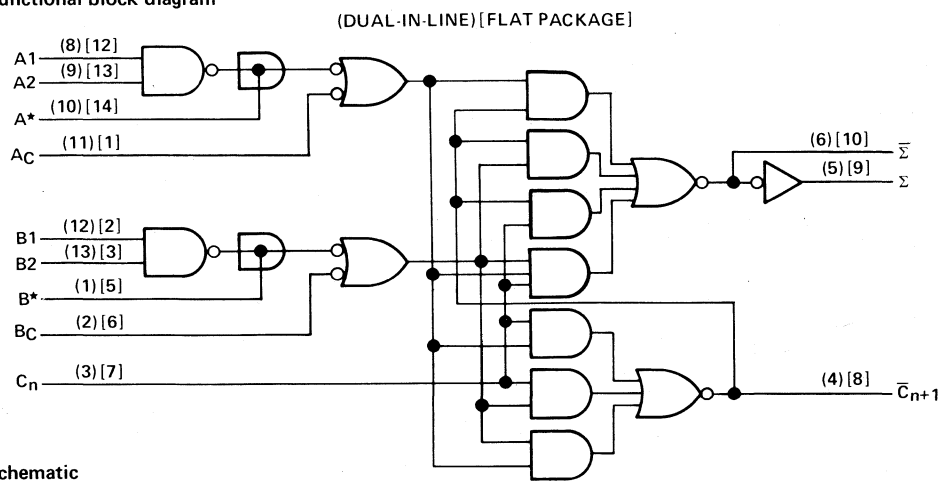 unctional block diagram
(DUAL-IN-LINE)[FLAT PACKAGE]
A1 (8)[12]
A2 (9)[13]
A★ (10)[14]
AC (11)[1]
B1 (12)[2]
B2 (13)[3]
B★ (1)[5]
BC (2)[6]
Cn (3)[7]
(6)[10] Σ̅
(5)[9] Σ
(4)[8] C̅n+1
chematic